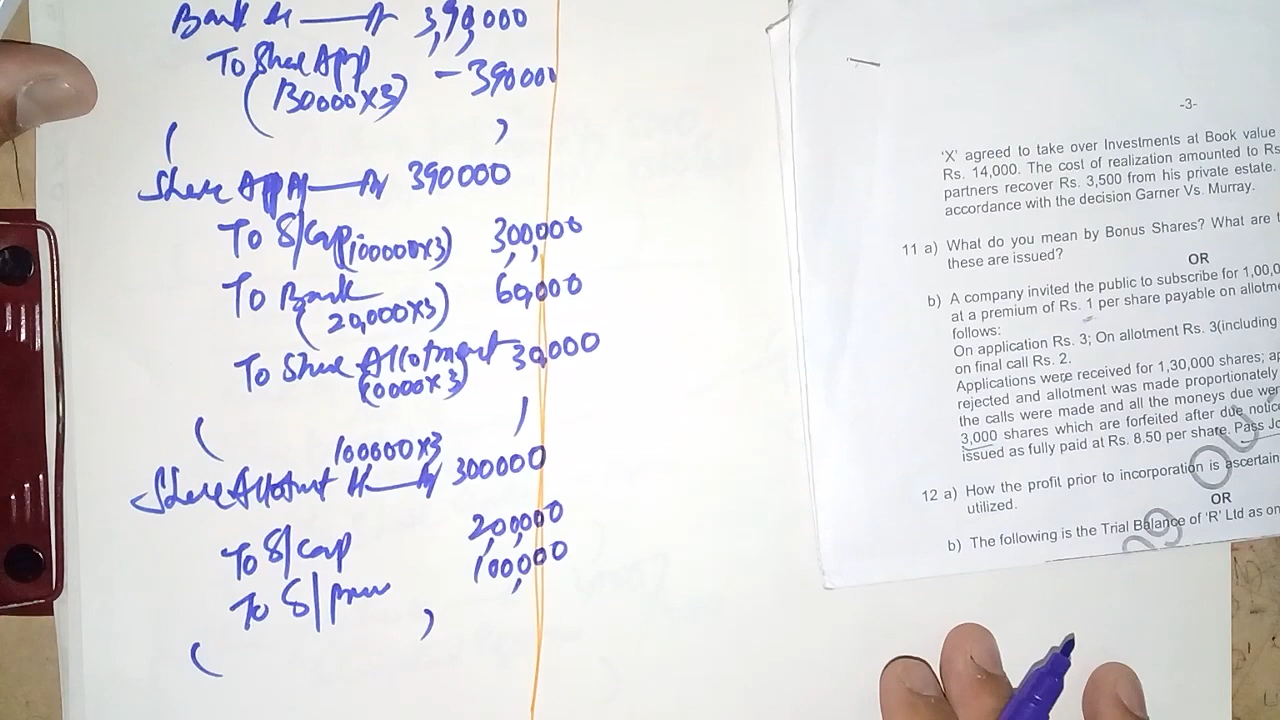 Bank A/c Dr 3,90,000
To Share App - 390000
(130000x3)
( )
Share App A/c Dr 390000
To S/Cap (100000x3) 300,000
To Bank 60,000
(20,000x3)
To Share Allotment 30,000
(10000x3)
( )
100000x3
Share Allotment A/c Dr 300000
To S/Cap 200,000
To S/prem 100,000
( )
-3-
'X' agreed to take over Investments at Book value
Rs. 14,000. The cost of realization amounted to Rs
partners recover Rs. 3,500 from his private estate.
accordance with the decision Garner Vs. Murray.
11 a) What do you mean by Bonus Shares? What are t
these are issued?
OR
b) A company invited the public to subscribe for 1,00,0
at a premium of Rs. 1 per share payable on allotme
follows:
On application Rs. 3; On allotment Rs. 3(including
on final call Rs. 2.
Applications were received for 1,30,000 shares; ap
rejected and allotment was made proportionately
the calls were made and all the moneys due wer
3,000 shares which are forfeited after due notic
issued as fully paid at Rs. 8.50 per share. Pass Jo
12 a) How the profit prior to incorporation is ascertain
utilized.
OR
b) The following is the Trial Balance of 'R' Ltd as on